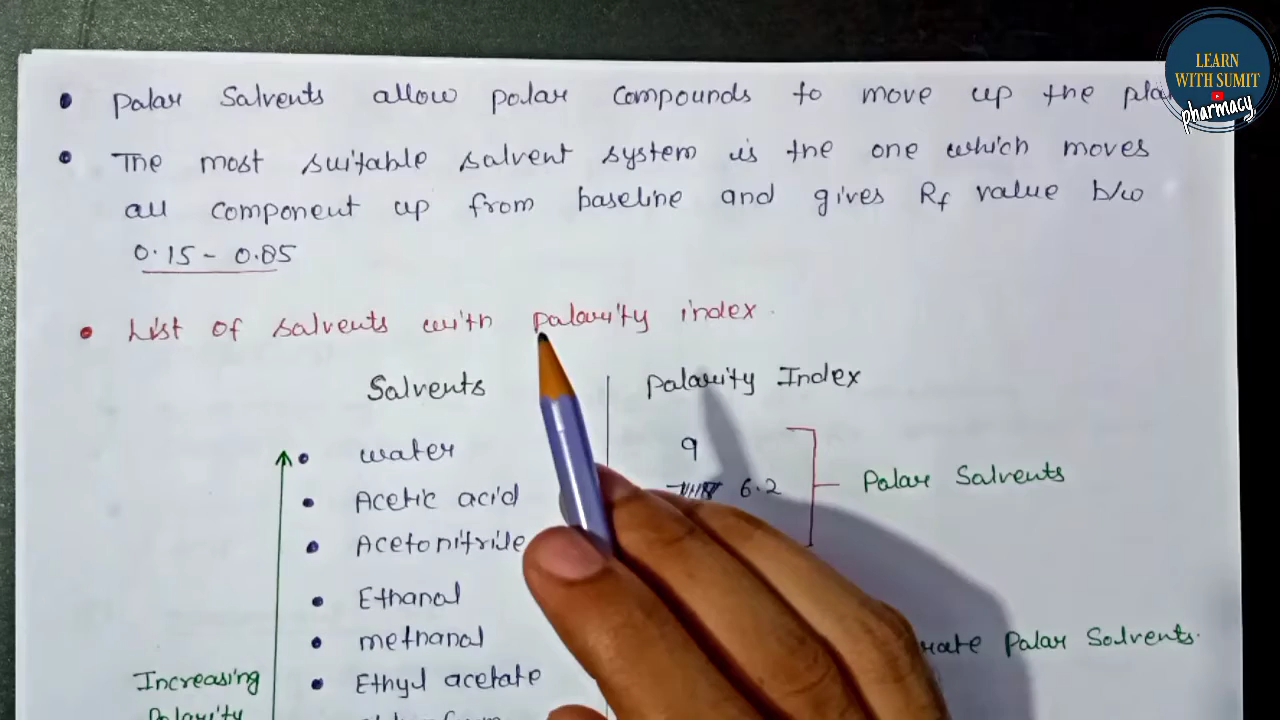 LEARN
WITH SUMIT
pharmacy
• Polar Solvents allow polar compounds to move up the
• The most suitable solvent system is the one which moves
all component up from baseline and gives Rf value b/w
0.15 - 0.85
• List of solvents with polarity index.
Solvents Polarity Index
• water 9
• Acetic acid 6.2 Polar Solvents
• Acetonitrile
• Ethanol
• methanol Polar Solvents.
Increasing • Ethyl acetate
Polarity